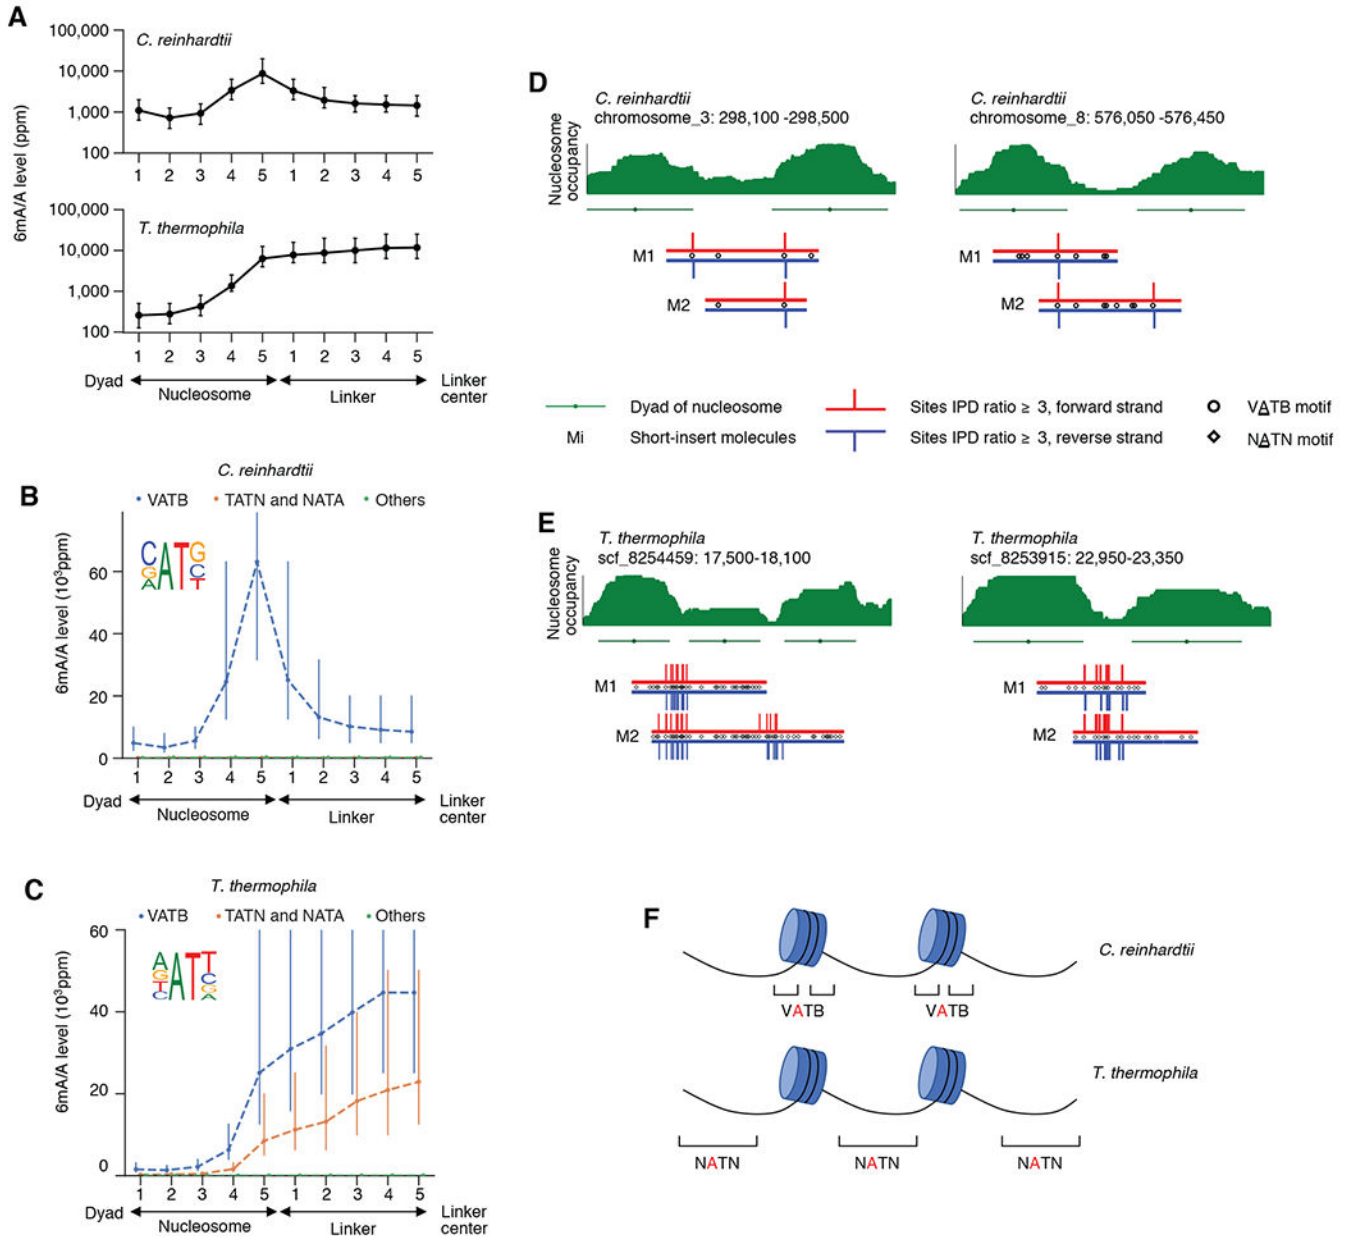 A
C. reinhardtii
100,000
10,000
1,000
100
1 2 3 4 5 1 2 3 4 5
6mA/A level (ppm)
T. thermophila
100,000
10,000
1,000
100
1 2 3 4 5 1 2 3 4 5
Dyad
Nucleosome
Linker
Linker
center
B
C. reinhardtii
VATB
TATN and NATA
Others
6mA/A level (10³ppm)
60
40
20
0
CATG
G C
A T
1 2 3 4 5 1 2 3 4 5
Dyad
Nucleosome
Linker
Linker
center
C
T. thermophila
VATB
TATN and NATA
Others
6mA/A level (10³ppm)
60
40
20
0
AATT
G C
T G
C A
1 2 3 4 5 1 2 3 4 5
Dyad
Nucleosome
Linker
Linker
center
D
Nucleosome
occupancy
C. reinhardtii
chromosome_3: 298,100 -298,500
M1
M2
C. reinhardtii
chromosome_8: 576,050 -576,450
M1
M2
Dyad of nucleosome
Sites IPD ratio ≥ 3, forward strand
VATB motif
Mi
Short-insert molecules
Sites IPD ratio ≥ 3, reverse strand
NATN motif
E
Nucleosome
occupancy
T. thermophila
scf_8254459: 17,500-18,100
M1
M2
T. thermophila
scf_8253915: 22,950-23,350
M1
M2
F
C. reinhardtii
VATB
VATB
T. thermophila
NATN
NATN
NATN